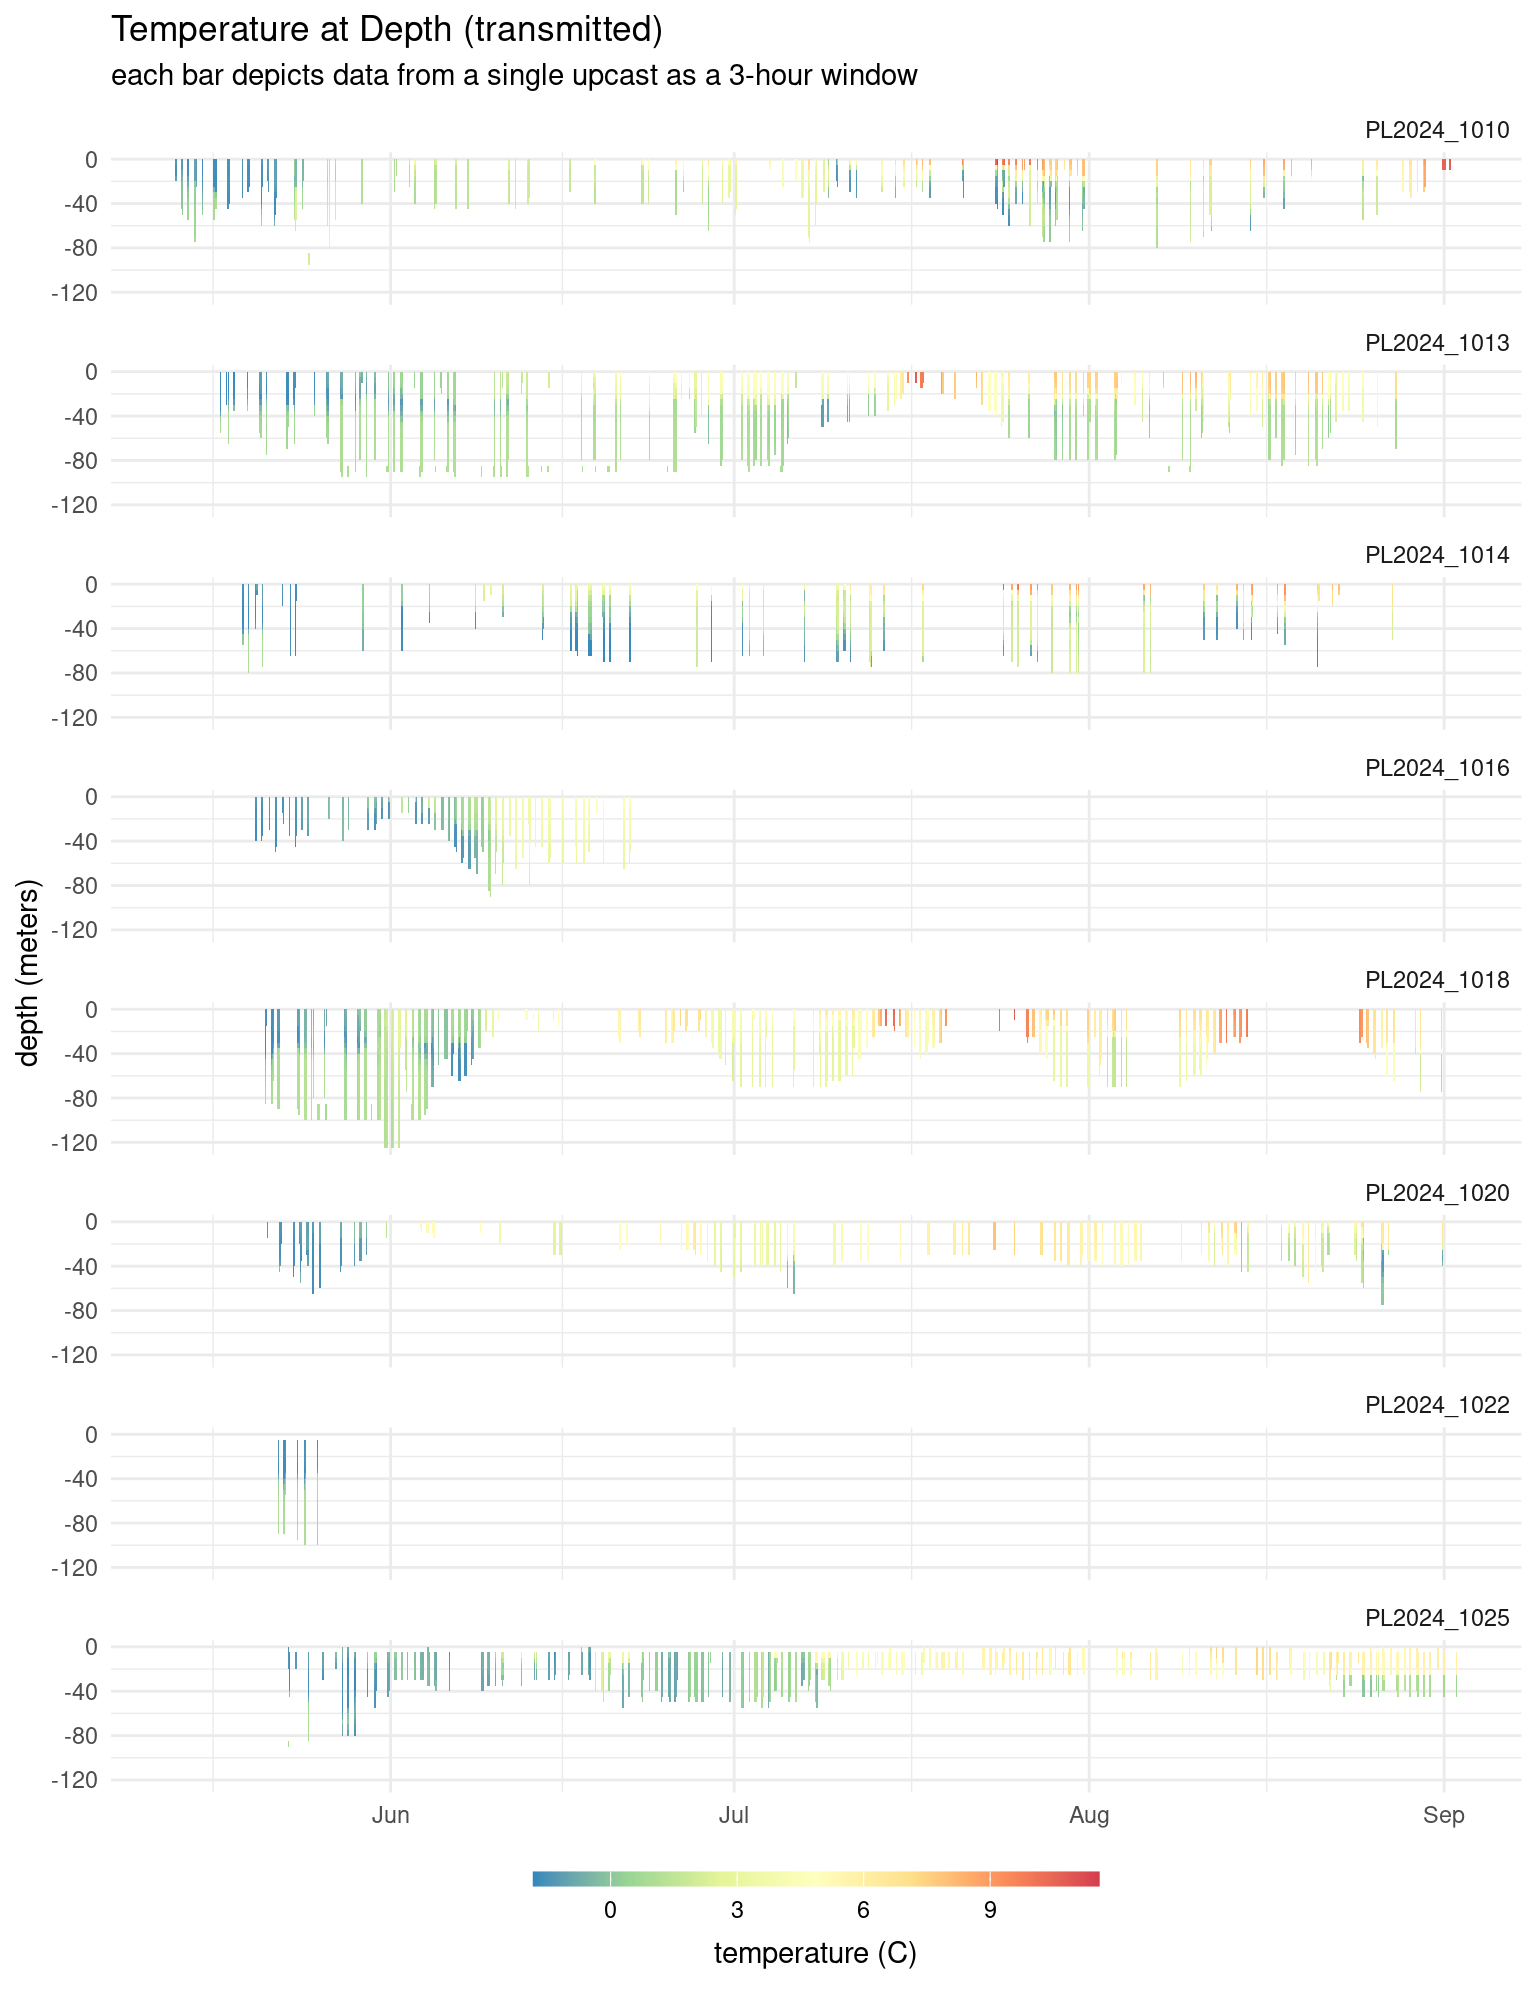 Temperature at Depth (transmitted)
each bar depicts data from a single upcast as a 3-hour window
PL2024_1010
0
-40
-80
-120
PL2024_1013
0
-40
-80
-120
PL2024_1014
0
-40
-80
-120
PL2024_1016
0
-40
-80
-120
depth (meters)
PL2024_1018
0
-40
-80
-120
PL2024_1020
0
-40
-80
-120
PL2024_1022
0
-40
-80
-120
PL2024_1025
0
-40
-80
-120
Jun Jul Aug Sep
0 3 6 9
temperature (C)